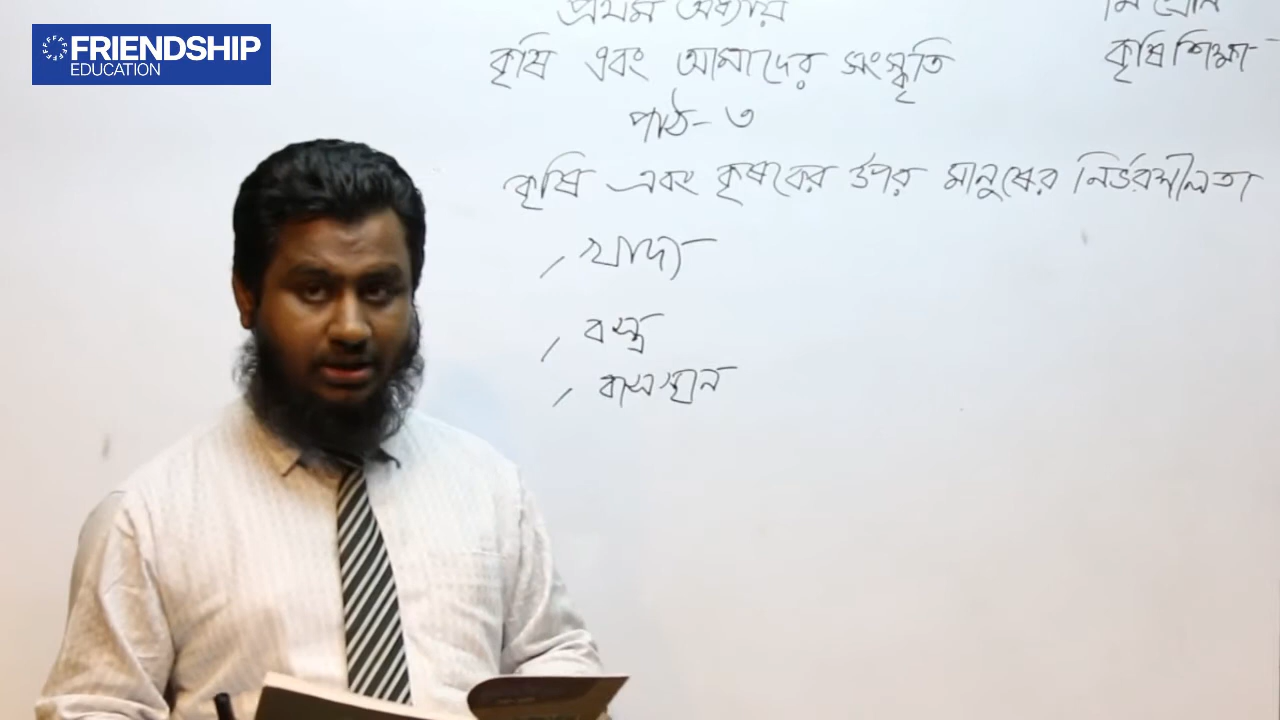 FRIENDSHIP
EDUCATION
প্রথম অধ্যায়
কৃষি শিক্ষা
কৃষি এবং আমাদের সংস্কৃতি
পাঠ- ৩
কৃষি এবং কৃষকের উপর মানুষের নির্ভরশীলতা
খাদ্য
বস্ত্র
বাসস্থান